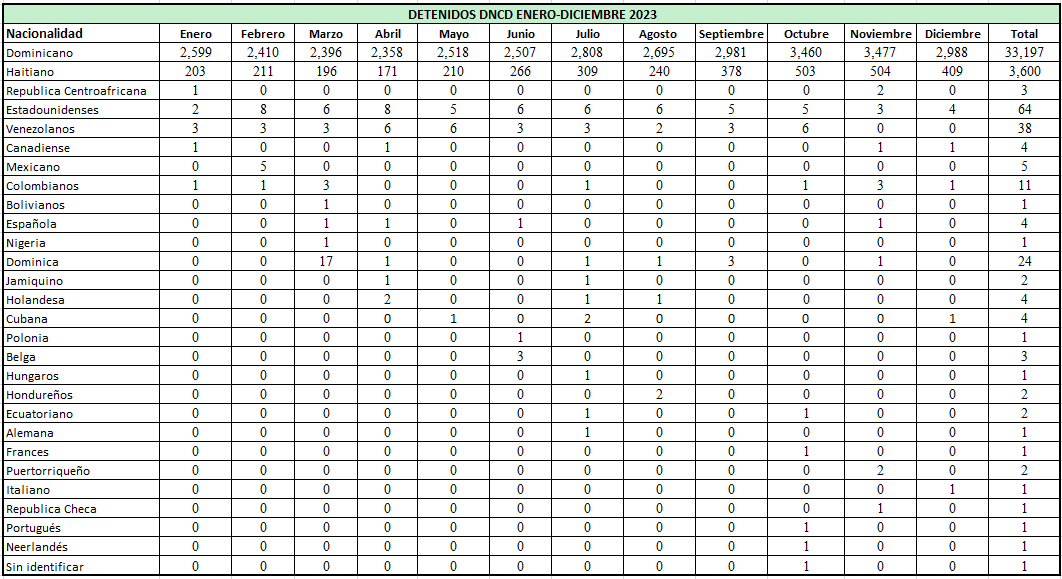 DETENIDOS DNCD ENERO-DICIEMBRE 2023
Nacionalidad Enero Febrero Marzo Abril Mayo Junio Julio Agosto Septiembre Octubre Noviembre Diciembre Total
Dominicano 2,599 2,410 2,396 2,358 2,518 2,507 2,808 2,695 2,981 3,460 3,477 2,988 33,197
Haitiano 203 211 196 171 210 266 309 240 378 503 504 409 3,600
Republica Centroafricana 1 0 0 0 0 0 0 0 0 0 2 0 3
Estadounidenses 2 8 6 8 5 6 6 6 5 5 3 4 64
Venezolanos 3 3 3 6 6 3 3 2 3 6 0 0 38
Canadiense 1 0 0 1 0 0 0 0 0 0 1 1 4
Mexicano 0 5 0 0 0 0 0 0 0 0 0 0 5
Colombianos 1 1 3 0 0 0 1 0 0 1 3 1 11
Bolivianos 0 0 1 0 0 0 0 0 0 0 0 0 1
Española 0 0 1 1 0 1 0 0 0 0 1 0 4
Nigeria 0 0 1 0 0 0 0 0 0 0 0 0 1
Dominica 0 0 17 1 0 0 1 1 3 0 1 0 24
Jamiquino 0 0 0 1 0 0 1 0 0 0 0 0 2
Holandesa 0 0 0 2 0 0 1 1 0 0 0 0 4
Cubana 0 0 0 0 1 0 2 0 0 0 0 1 4
Polonia 0 0 0 0 0 1 0 0 0 0 0 0 1
Belga 0 0 0 0 0 3 0 0 0 0 0 0 3
Hungaros 0 0 0 0 0 0 1 0 0 0 0 0 1
Hondureños 0 0 0 0 0 0 0 2 0 0 0 0 2
Ecuatoriano 0 0 0 0 0 0 1 0 0 1 0 0 2
Alemana 0 0 0 0 0 0 1 0 0 0 0 0 1
Frances 0 0 0 0 0 0 0 0 0 1 0 0 1
Puertorriqueño 0 0 0 0 0 0 0 0 0 0 2 0 2
Italiano 0 0 0 0 0 0 0 0 0 0 0 1 1
Republica Checa 0 0 0 0 0 0 0 0 0 0 1 0 1
Portugués 0 0 0 0 0 0 0 0 0 1 0 0 1
Neerlandés 0 0 0 0 0 0 0 0 0 1 0 0 1
Sin identificar 0 0 0 0 0 0 0 0 0 1 0 0 1